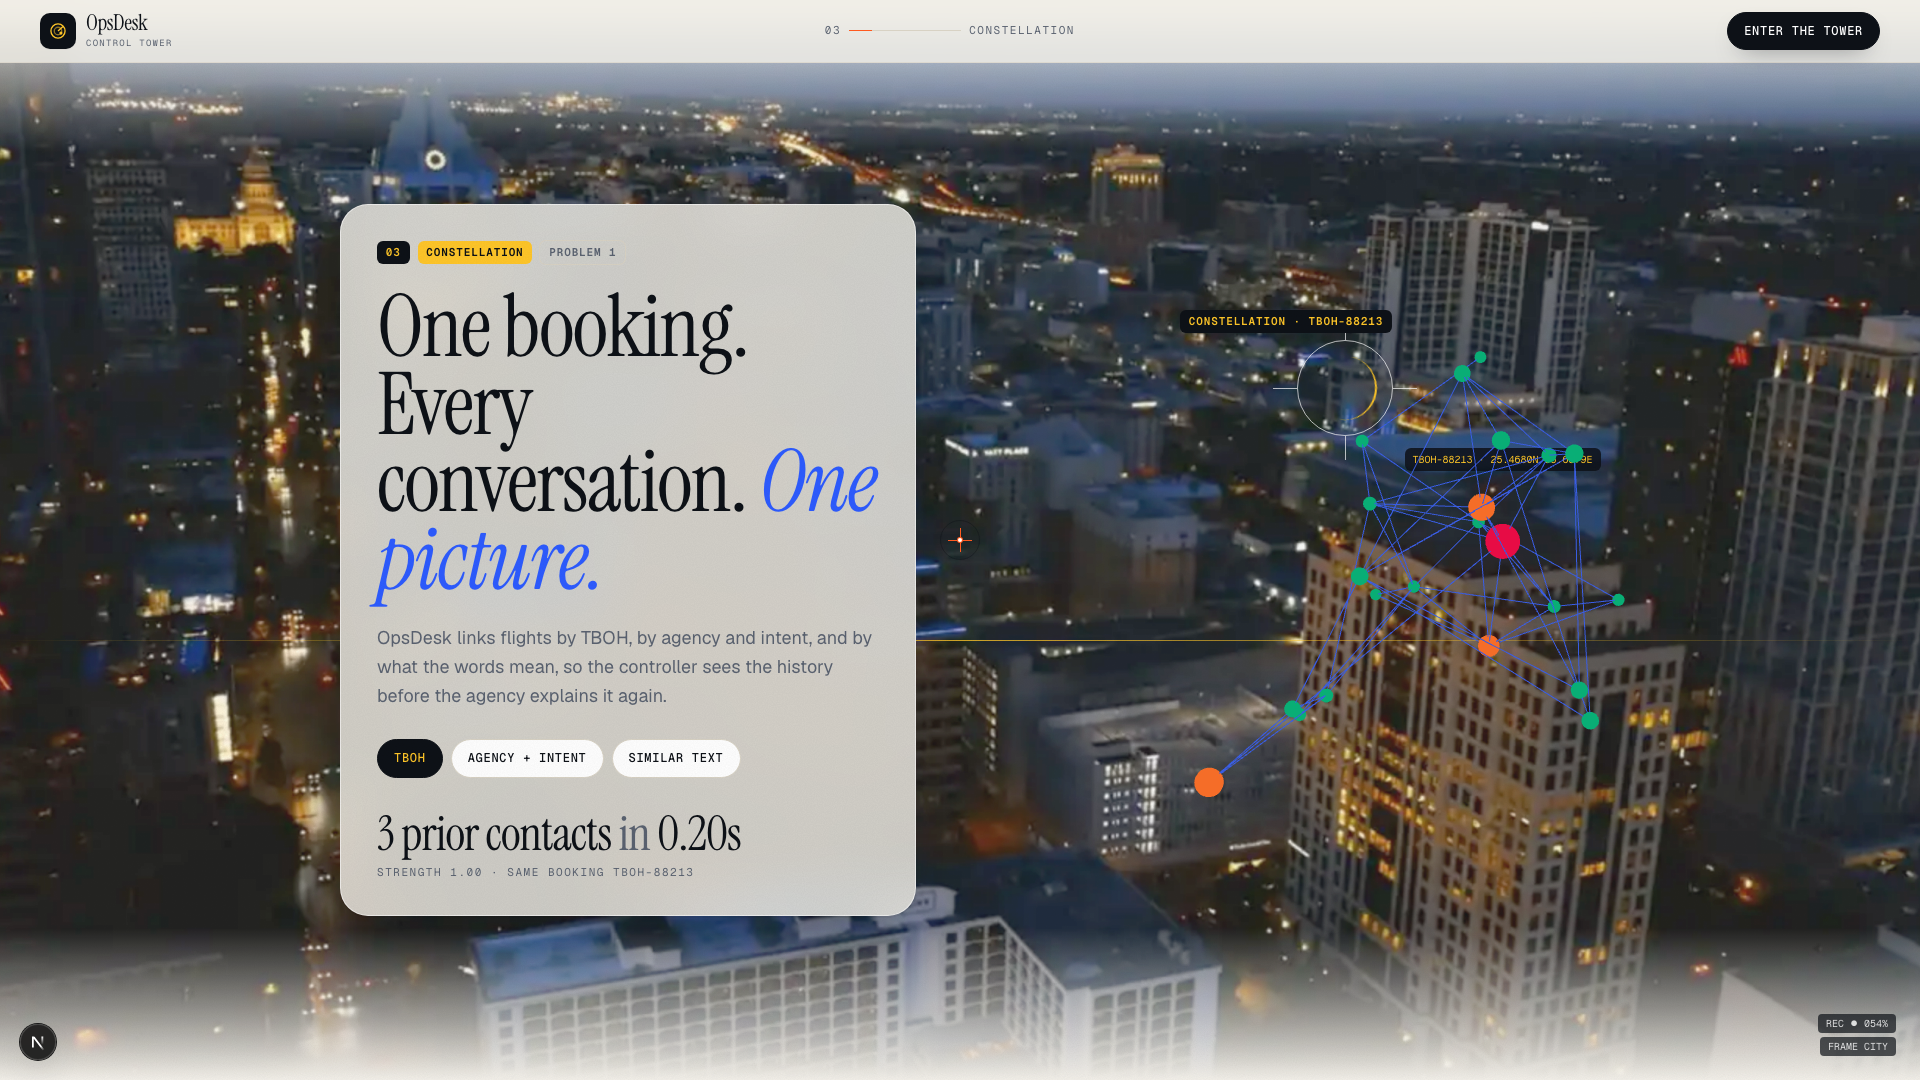 OpsDesk
CONTROL TOWER
03 CONSTELLATION
ENTER THE TOWER
03 CONSTELLATION PROBLEM 1
One booking.
Every
conversation. One
picture.
OpsDesk links flights by TBOH, by agency and intent, and by
what the words mean, so the controller sees the history
before the agency explains it again.
TBOH AGENCY + INTENT SIMILAR TEXT
3 prior contacts in 0.20s
STRENGTH 1.00 · SAME BOOKING TBOH-88213
CONSTELLATION · TBOH-88213
TBOH-88213 · 25.4680N
REC ● 054%
FRAME CITY
N